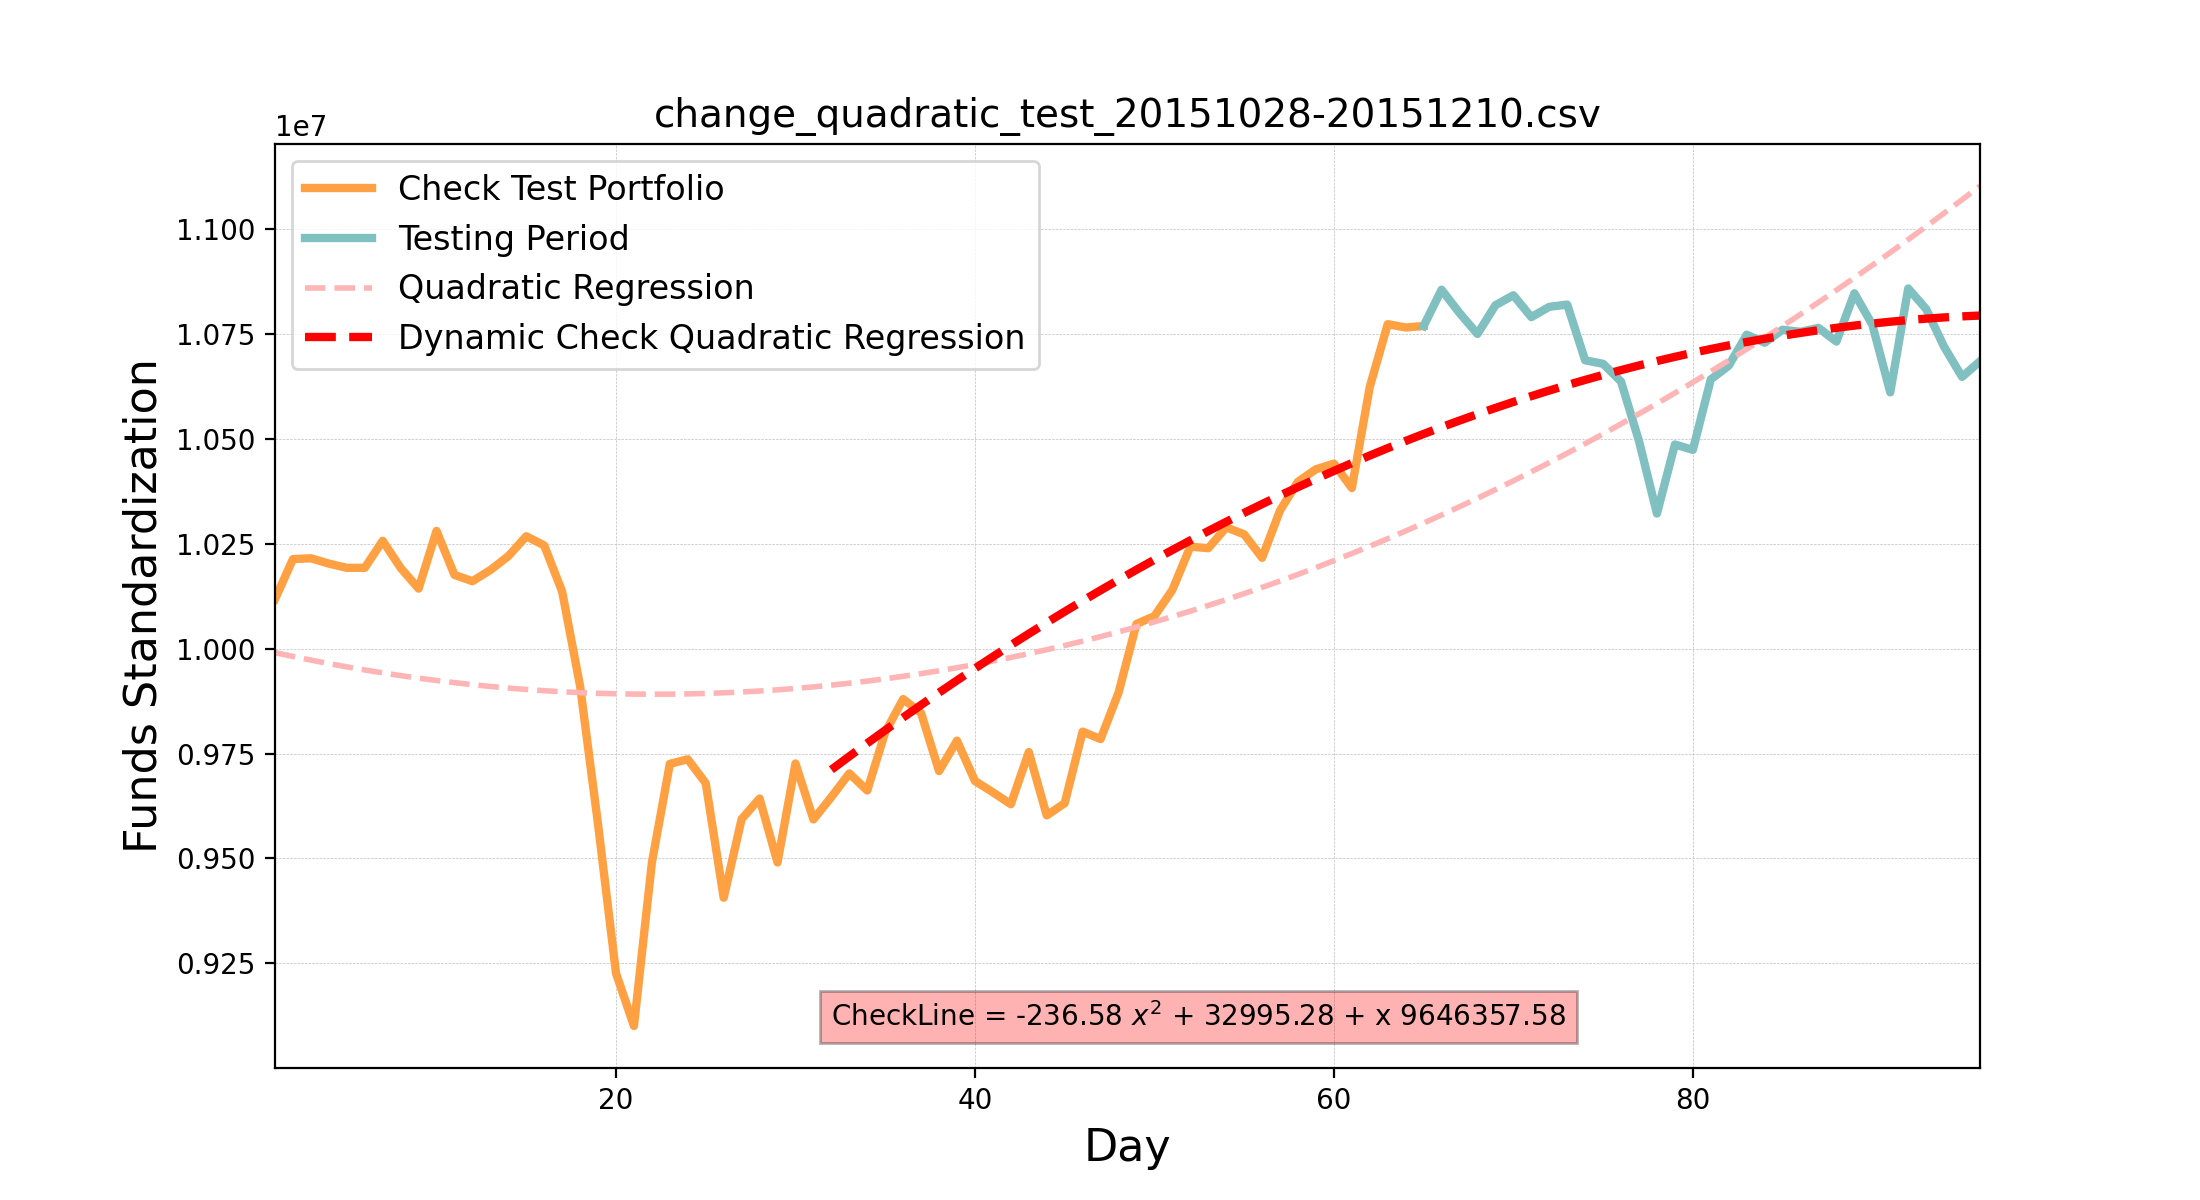 change_quadratic_test_20151028-20151210.csv
1e7
Check Test Portfolio
Testing Period
Quadratic Regression
Dynamic Check Quadratic Regression
1.100
1.075
1.050
1.025
1.000
0.975
0.950
0.925
Funds Standardization
CheckLine = -236.58 x² + 32995.28 + x 9646357.58
20 40 60 80
Day